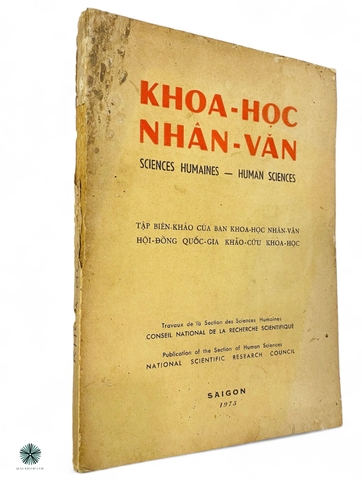 KHOA-HỌC
NHÂN-VĂN
SCIENCES HUMAINES — HUMAN SCIENCES
TẬP BIÊN-KHẢO CỦA BAN KHOA-HỌC NHÂN-VĂN
HỘI-ĐỒNG QUỐC-GIA KHẢO-CỨU KHOA-HỌC
Travaux de la Section des Sciences Humaines
CONSEIL NATIONAL DE LA RECHERCHE SCIENTIFIQUE
Publication of the Section of Human Sciences
NATIONAL SCIENTIFIC RESEARCH COUNCIL
SAIGON
1973